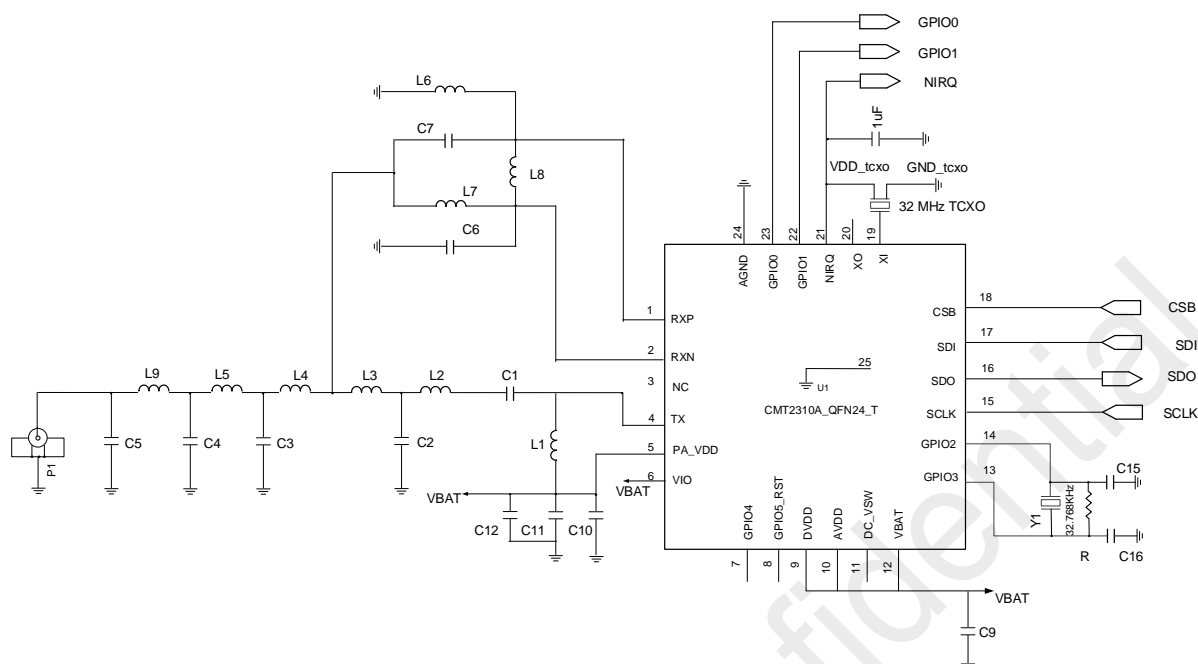 GPIO0
GPIO1
NIRQ
L6
C7
L8
L7
C6
1uF
VDD_tcxo GND_tcxo
32 MHz TCXO
24 23 22 21 20 19
AGND GPIO0 GPIO1 NIRQ XO XI
1 RXP
2 RXN
3 NC
4 TX
5 PA_VDD
6 VIO
CSB 18 CSB
SDI 17 SDI
SDO 16 SDO
SCLK 15 SCLK
GPIO2 14
GPIO3 13
25
U1
CMT2310A_QFN24_T
L9 L5 L4 L3 L2 C1
C5 C4 C3 C2
L1
P1
VBAT
VBAT
C12 C11 C10
C15
Y1
32.768KHz
R C16
GPIO4 GPIO5_RST DVDD AVDD DC_VSW VBAT
7 8 9 10 11 12
VBAT
C9
fidential